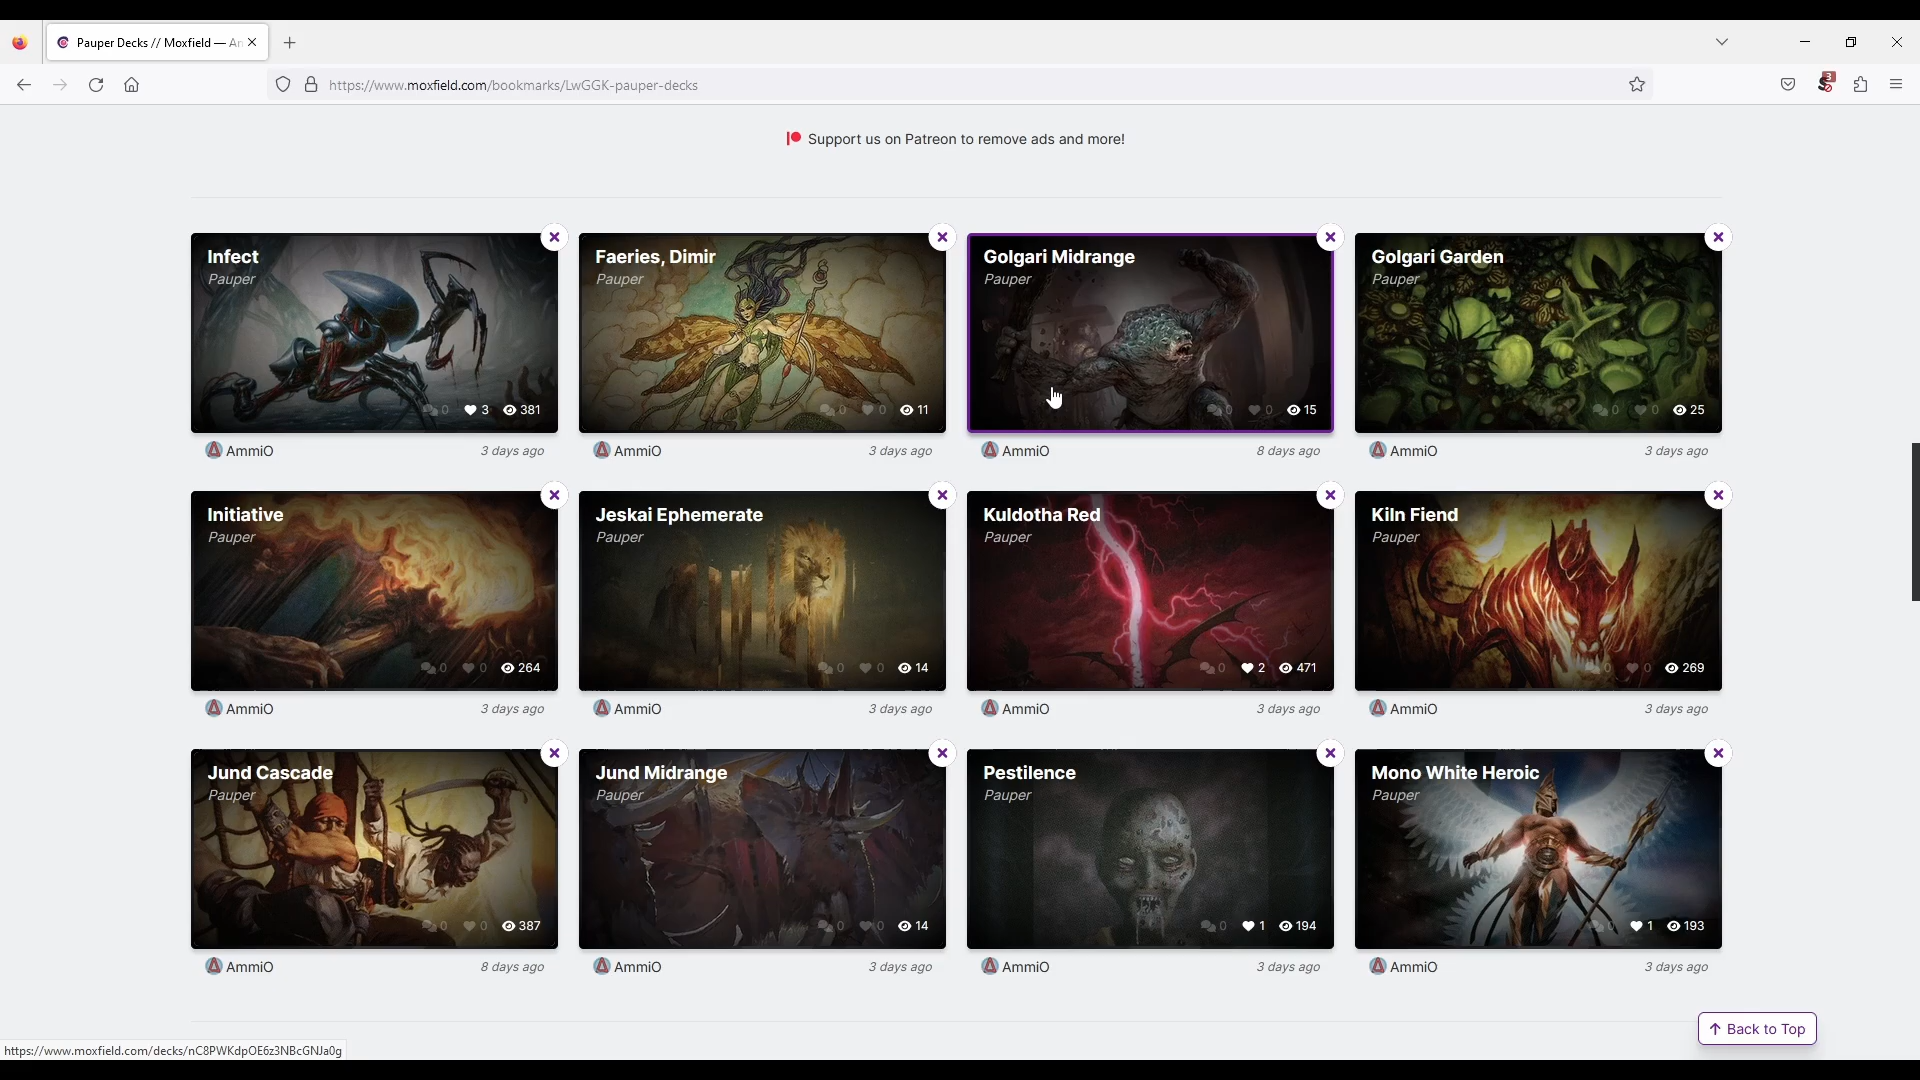 Pauper Decks // Moxfield — An
https://www.moxfield.com/bookmarks/LwGGK-pauper-decks
3
Support us on Patreon to remove ads and more!
Infect
Pauper
0 3 381
AmmiO 3 days ago
Faeries, Dimir
Pauper
0 0 11
AmmiO 3 days ago
Golgari Midrange
Pauper
0 0 15
AmmiO 8 days ago
Golgari Garden
Pauper
0 0 25
AmmiO 3 days ago
Initiative
Pauper
0 0 264
AmmiO 3 days ago
Jeskai Ephemerate
Pauper
0 0 14
AmmiO 3 days ago
Kuldotha Red
Pauper
0 2 471
AmmiO 3 days ago
Kiln Fiend
Pauper
0 0 269
AmmiO 3 days ago
Jund Cascade
Pauper
0 0 387
AmmiO 8 days ago
Jund Midrange
Pauper
0 0 14
AmmiO 3 days ago
Pestilence
Pauper
0 1 194
AmmiO 3 days ago
Mono White Heroic
Pauper
0 1 193
AmmiO 3 days ago
Back to Top
https://www.moxfield.com/decks/nC8PWKdpOE6z3NBcGNJa0g